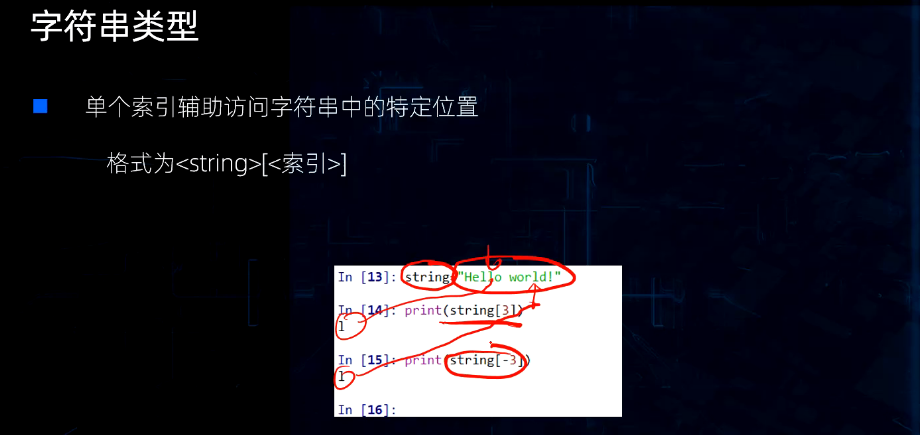 字符串类型
单个索引辅助访问字符串中的特定位置
格式为<string>[<索引>]
In [13]: string="Hello world!"
In [14]: print(string[3])
l
In [15]: print(string[-3])
l
In [16]: